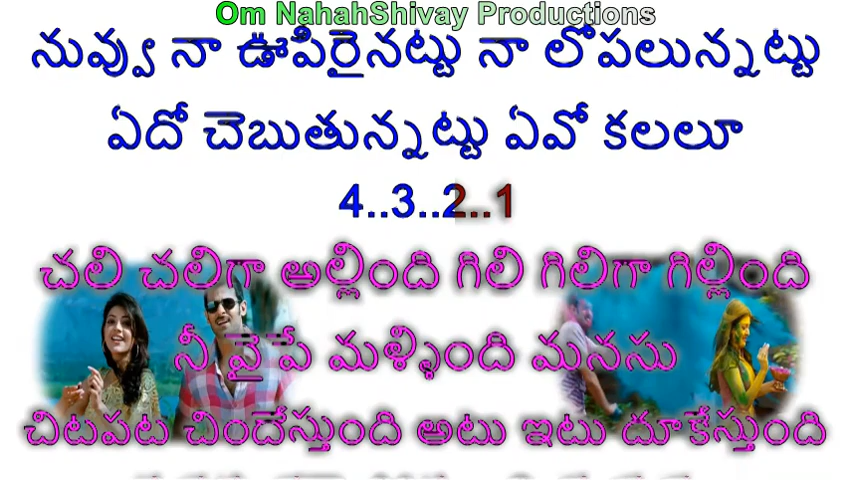 Om NahahShivay Productions
నువ్వు నా ఊపిరైనట్టు నా లోపలున్నట్టు
ఏదో చెబుతున్నట్టు ఏవో కలలూ
4..3..2..1
చలి చలిగా అల్లింది గిలి గిలిగా గిల్లింది
నీ వైపే మళ్ళింది మనసు
చిటపట చిందేస్తుంది అటు ఇటు దూకేస్తుంది